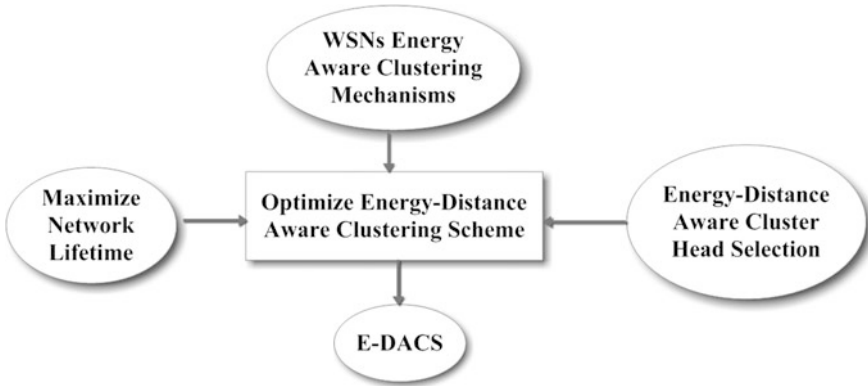 WSNs Energy
Aware Clustering
Mechanisms
Maximize
Network
Lifetime
Optimize Energy-Distance
Aware Clustering Scheme
Energy-Distance
Aware Cluster
Head Selection
E-DACS